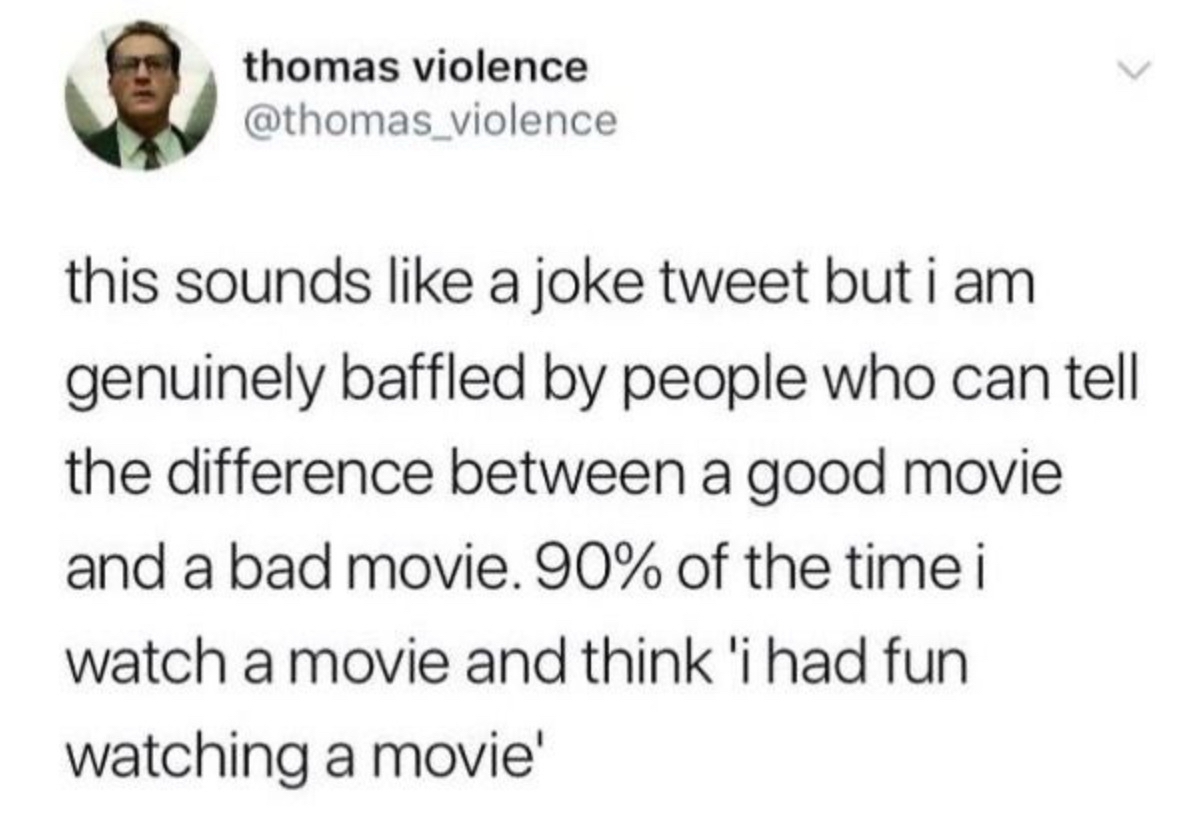 thomas violence
@thomas_violence
this sounds like a joke tweet but i am
genuinely baffled by people who can tell
the difference between a good movie
and a bad movie. 90% of the time i
watch a movie and think 'i had fun
watching a movie'